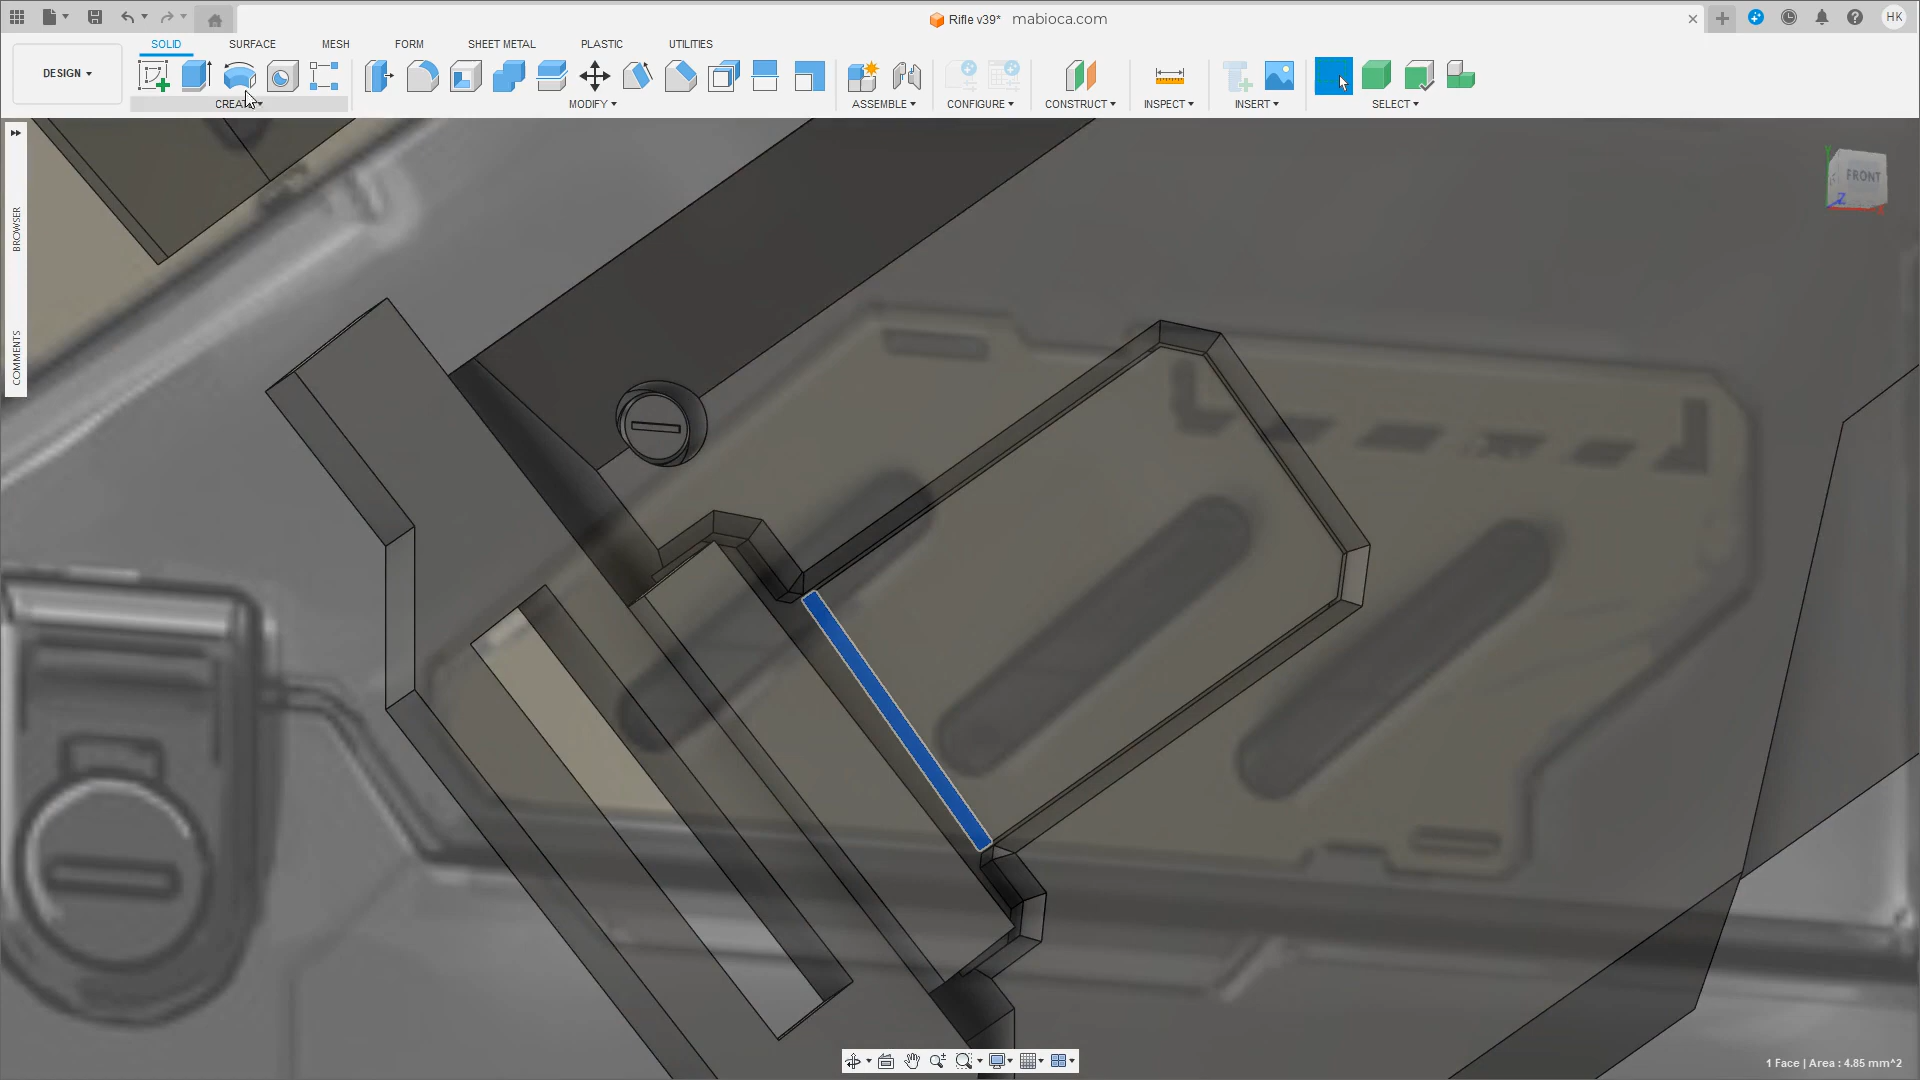 Rifle v39*
mabioca.com
HK
DESIGN
SOLID
SURFACE
MESH
FORM
SHEET METAL
PLASTIC
UTILITIES
CREATE
MODIFY
ASSEMBLE
CONFIGURE
CONSTRUCT
INSPECT
INSERT
SELECT
BROWSER
COMMENTS
Y
FRONT
Z
X
1 Face | Area : 4.85 mm^2